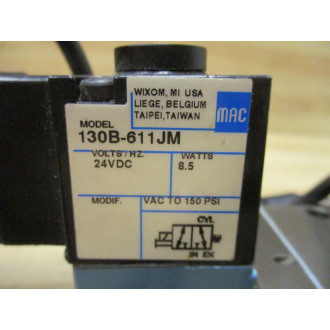 WIXOM, MI USA
LIEGE, BELGIUM
TAIPEI, TAIWAN
MAC
MODEL
130B-611JM
VOLTS/HZ.
WATTS
24VDC
8.5
MODIF.
VAC TO 150 PSI
CYL
IN EX